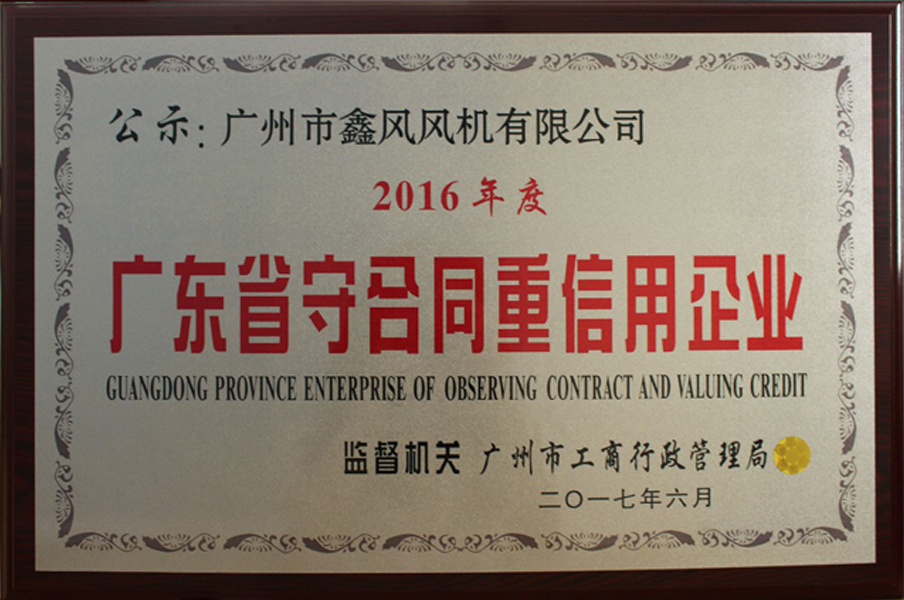 公示：广州市鑫风风机有限公司
2016年度
广东省守合同重信用企业
GUANGDONG PROVINCE ENTERPRISE OF OBSERVING CONTRACT AND VALUING CREDIT
监督机关 广州市工商行政管理局
二〇一七年六月